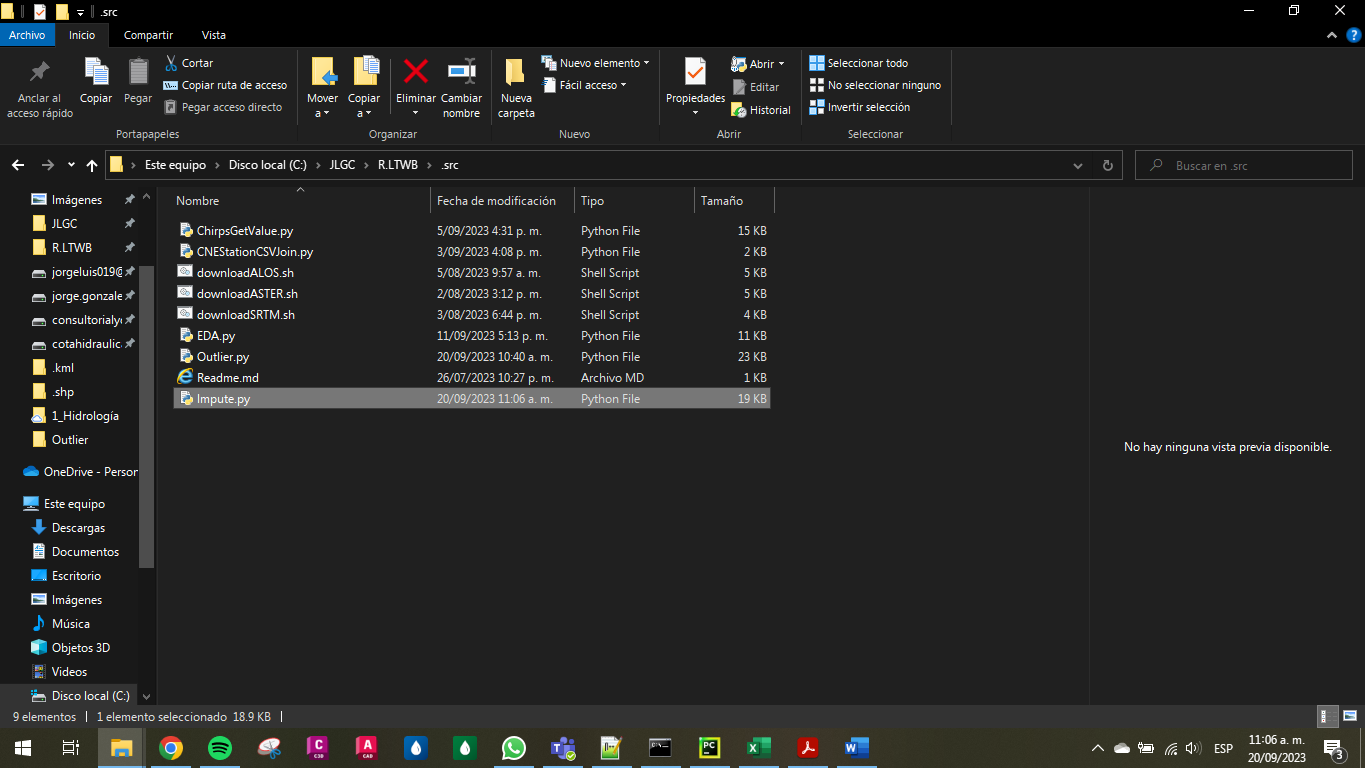 .src
Archivo Inicio Compartir Vista
Anclar al acceso rápido
Copiar
Pegar
Cortar
Copiar ruta de acceso
Pegar acceso directo
Portapapeles
Mover a
Copiar a
Eliminar
Cambiar nombre
Organizar
Nueva carpeta
Nuevo elemento
Fácil acceso
Nuevo
Propiedades
Abrir
Editar
Historial
Abrir
Seleccionar todo
No seleccionar ninguno
Invertir selección
Seleccionar
Este equipo > Disco local (C:) > JLGC > R.LTWB > .src
Buscar en .src
Imágenes
JLGC
R.LTWB
jorgeluis019@
jorge.gonzale
consultorialy
cotahidraulic
.kml
.shp
1_Hidrología
Outlier
OneDrive - Person
Este equipo
Descargas
Documentos
Escritorio
Imágenes
Música
Objetos 3D
Videos
Disco local (C:)
Nombre Fecha de modificación Tipo Tamaño
ChirpsGetValue.py 5/09/2023 4:31 p. m. Python File 15 KB
CNEStationCSVJoin.py 3/09/2023 4:08 p. m. Python File 2 KB
downloadALOS.sh 5/08/2023 9:57 a. m. Shell Script 5 KB
downloadASTER.sh 2/08/2023 3:12 p. m. Shell Script 5 KB
downloadSRTM.sh 3/08/2023 6:44 p. m. Shell Script 4 KB
EDA.py 11/09/2023 5:13 p. m. Python File 11 KB
Outlier.py 20/09/2023 10:40 a. m. Python File 23 KB
Readme.md 26/07/2023 10:27 p. m. Archivo MD 1 KB
Impute.py 20/09/2023 11:06 a. m. Python File 19 KB
No hay ninguna vista previa disponible.
9 elementos 1 elemento seleccionado 18.9 KB
ESP
11:06 a. m.
20/09/2023
3